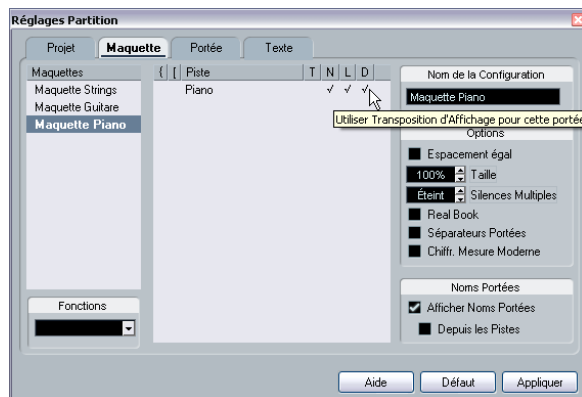 Réglages Partition
Projet Maquette Portée Texte
Maquettes
Maquette Strings
Maquette Guitare
Maquette Piano
Fonctions
{ [ Piste T N L D
Piano √ √ √
Nom de la Configuration
Maquette Piano
Utiliser Transposition d'Affichage pour cette portée
Options
Espacement égal
100% Taille
Éteint Silences Multiples
Real Book
Séparateurs Portées
Chiffr. Mesure Moderne
Noms Portées
Afficher Noms Portées
Depuis les Pistes
Aide Défaut Appliquer